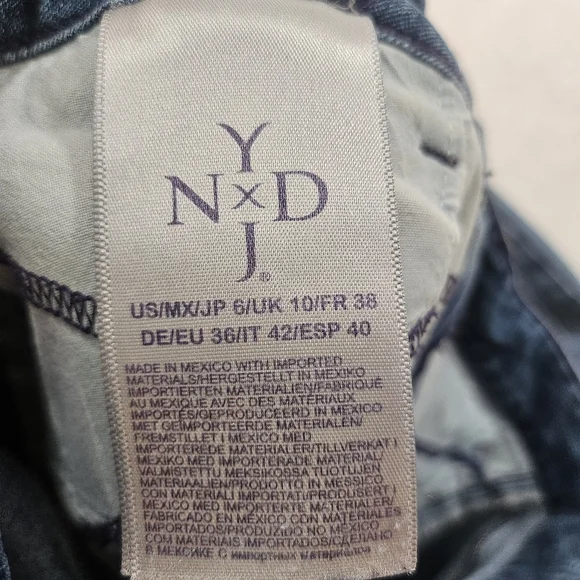 Y
N X D
J®
US/MX/JP 6/UK 10/FR 38
DE/EU 36/IT 42/ESP 40
MADE IN MEXICO WITH IMPORTED
MATERIALS/HERGESTELLT IN MEXIKO
IMPORTIERTEN MATERIALIEN/FABRIQUÉ
AU MEXIQUE AVEC DES MATÉRIAUX
IMPORTÉS/GEPRODUCEERD IN MEXICO
MET GEÏMPORTEERDE MATERIALEN/
FREMSTILLET I MEXICO MED
IMPORTEREDE MATERIALER/TILLVERKAT I
MEXICO MED IMPORTERADE MATERIAL/
VALMISTETTU MEKSIKOSSA TUOTUJEN
MATERIAALIEN/PRODUCTO IN MESSICO
CON MATERIALI IMPORTATI/PRODUSERT I
MEXICO MED IMPORTERTE MATERIALER/
FABRICADO EN MÉXICO CON MATERIALES
IMPORTADOS/PRODUZIDO NO MÉXICO
COM MATERIAIS IMPORTADOS/СДЕЛАНО
В МЕКСИКЕ с импортных материалов